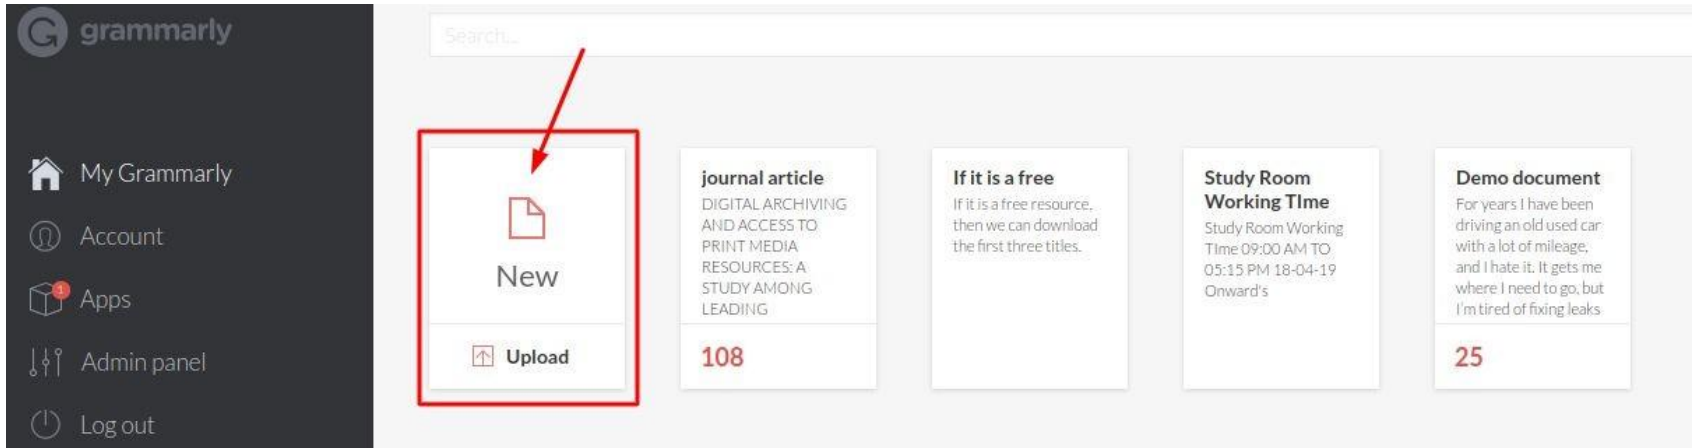 grammarly
Search...
My Grammarly
Account
Apps
1
Admin panel
Log out
New
Upload
journal article
DIGITAL ARCHIVING
AND ACCESS TO
PRINT MEDIA
RESOURCES: A
STUDY AMONG
LEADING
108
If it is a free
If it is a free resource,
then we can download
the first three titles.
Study Room
Working TIme
Study Room Working
TIme 09:00 AM TO
05:15 PM 18-04-19
Onward's
Demo document
For years I have been
driving an old used car
with a lot of mileage,
and I hate it. It gets me
where I need to go, but
I'm tired of fixing leaks
25